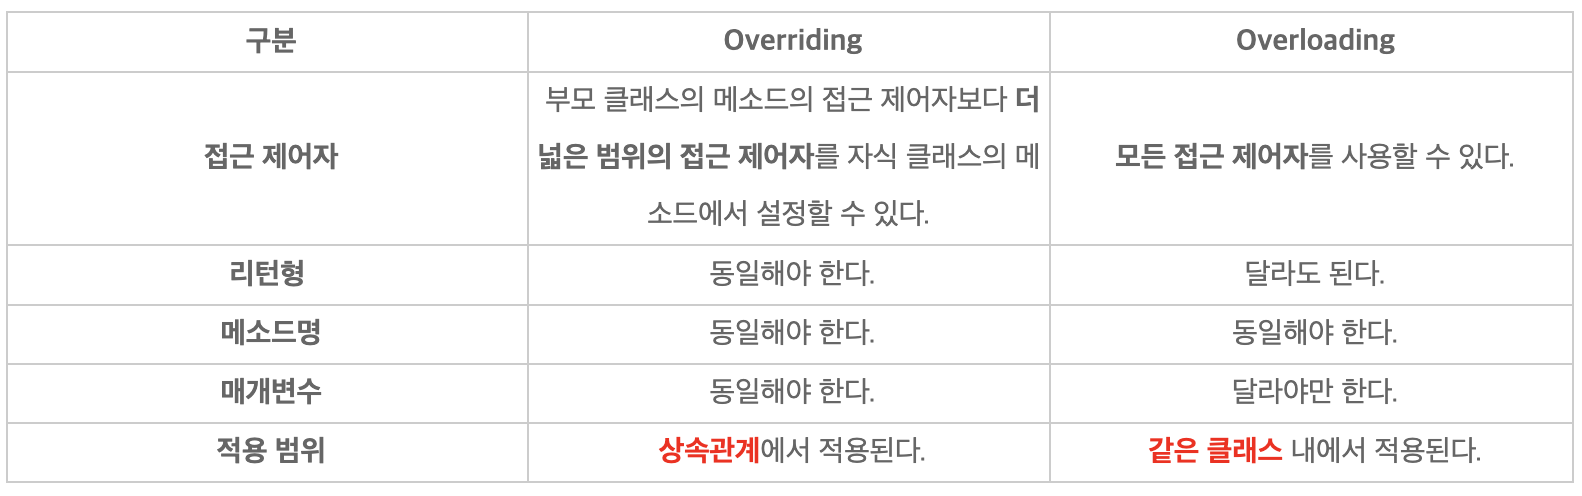 구분 Overriding Overloading
접근 제어자
부모 클래스의 메소드의 접근 제어자보다 더
넓은 범위의 접근 제어자를 자식 클래스의 메
소드에서 설정할 수 있다.
모든 접근 제어자를 사용할 수 있다.
리턴형 동일해야 한다. 달라도 된다.
메소드명 동일해야 한다. 동일해야 한다.
매개변수 동일해야 한다. 달라야만 한다.
적용 범위 상속관계에서 적용된다. 같은 클래스 내에서 적용된다.